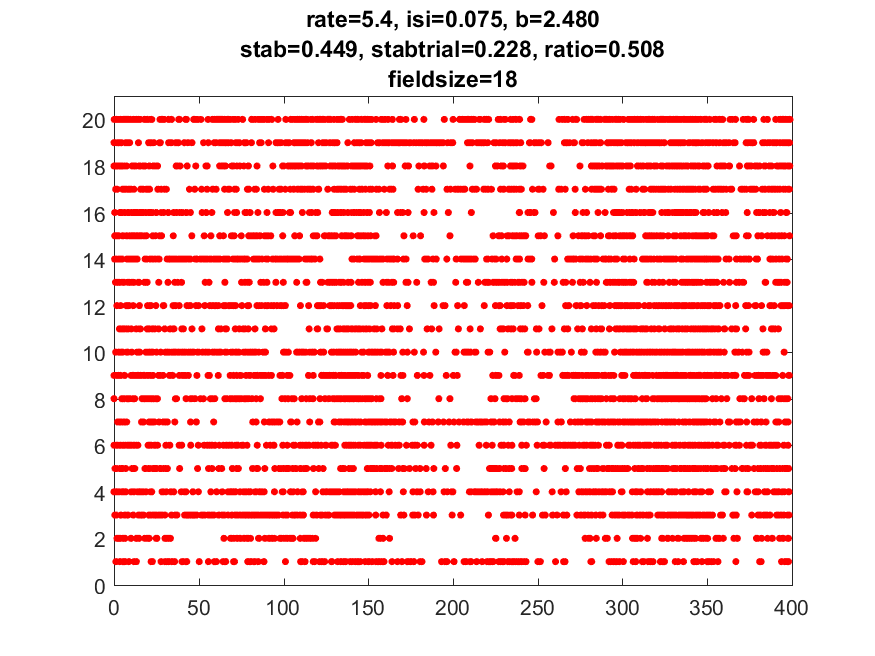 rate=5.4, isi=0.075, b=2.480
stab=0.449, stabtrial=0.228, ratio=0.508
fieldsize=18
20
18
16
14
12
10
8
6
4
2
0
0 50 100 150 200 250 300 350 400